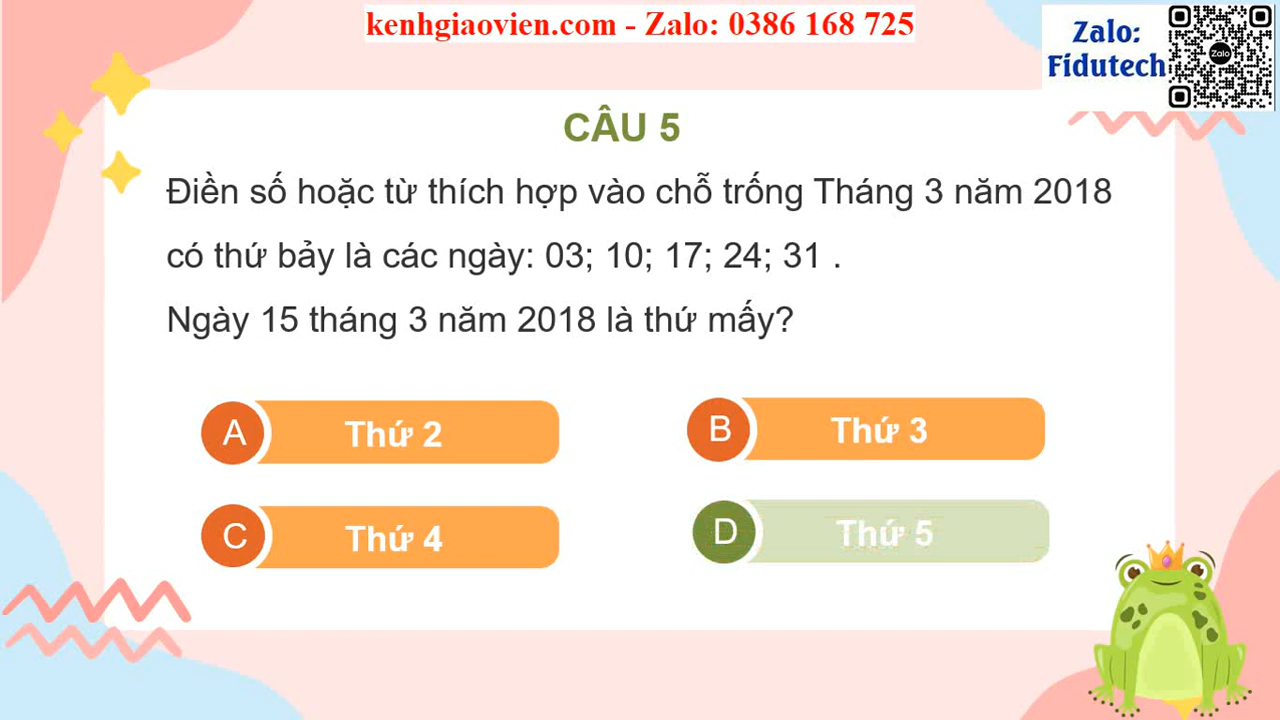 kenhgiaovien.com - Zalo: 0386 168 725
Zalo:
Fidutech
Zalo
CÂU 5
Điền số hoặc từ thích hợp vào chỗ trống Tháng 3 năm 2018
có thứ bảy là các ngày: 03; 10; 17; 24; 31 .
Ngày 15 tháng 3 năm 2018 là thứ mấy?
A Thứ 2
B Thứ 3
C Thứ 4
D Thứ 5